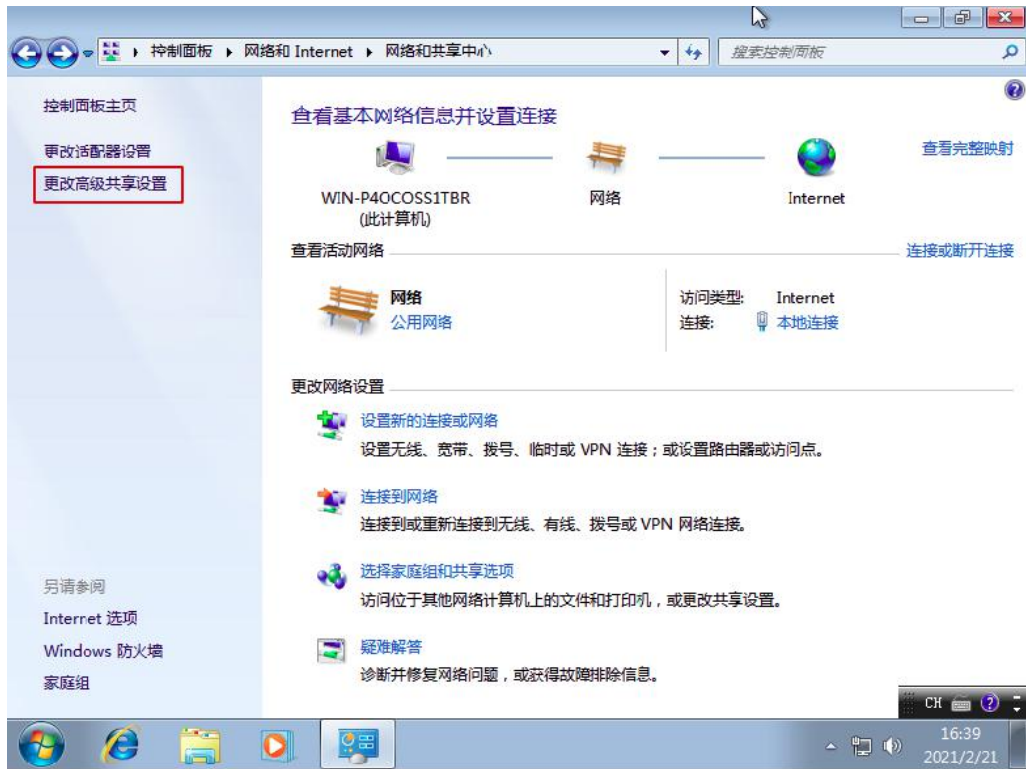 控制面板 网络和 Internet 网络和共享中心 搜索控制面板
控制面板主页
更改适配器设置
更改高级共享设置
查看基本网络信息并设置连接
查看完整映射
WIN-P4OCOSS1TBR
(此计算机)
网络
Internet
查看活动网络
连接或断开连接
网络
公用网络
访问类型: Internet
连接: 本地连接
更改网络设置
设置新的连接或网络
设置无线、宽带、拨号、临时或 VPN 连接；或设置路由器或访问点。
连接到网络
连接到或重新连接到无线、有线、拨号或 VPN 网络连接。
选择家庭组和共享选项
访问位于其他网络计算机上的文件和打印机，或更改共享设置。
疑难解答
诊断并修复网络问题，或获得故障排除信息。
另请参阅
Internet 选项
Windows 防火墙
家庭组
CH
16:39
2021/2/21